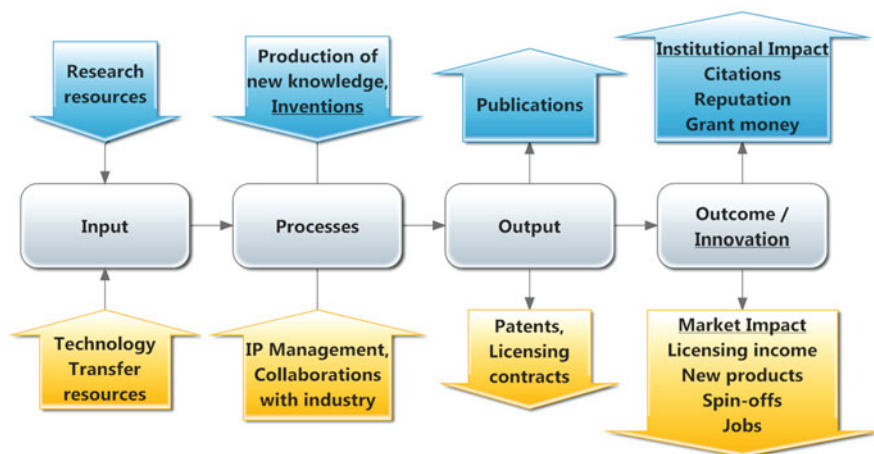 Research
resources
Production of
new knowledge,
Inventions
Publications
Institutional Impact
Citations
Reputation
Grant money
Input
Processes
Output
Outcome /
Innovation
Technology
Transfer
resources
IP Management,
Collaborations
with industry
Patents,
Licensing
contracts
Market Impact
Licensing income
New products
Spin-offs
Jobs